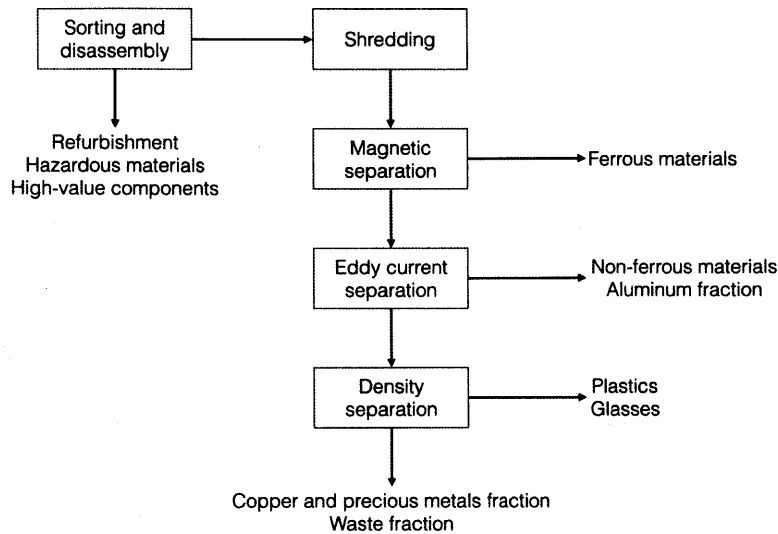 Sorting and
disassembly
Shredding
Refurbishment
Hazardous materials
High-value components
Magnetic
separation
Ferrous materials
Eddy current
separation
Non-ferrous materials
Aluminum fraction
Density
separation
Plastics
Glasses
Copper and precious metals fraction
Waste fraction